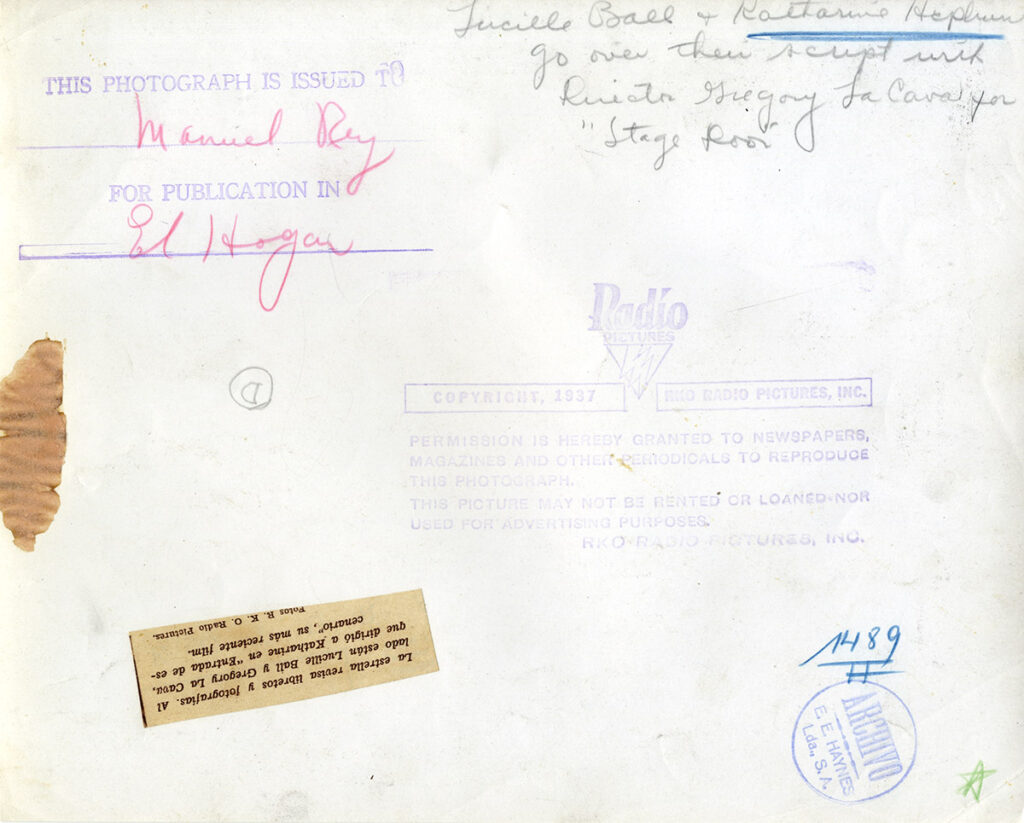 Lucille Ball + Katharine Hepburn
go over their script with
Director Gregory La Cava for
"Stage Door"
THIS PHOTOGRAPH IS ISSUED TO
Manuel Rey
FOR PUBLICATION IN
El Hogar
Radio
PICTURES
COPYRIGHT, 1937
RKO RADIO PICTURES, INC.
PERMISSION IS HEREBY GRANTED TO NEWSPAPERS,
MAGAZINES AND OTHER PERIODICALS TO REPRODUCE
THIS PHOTOGRAPH.
THIS PICTURE MAY NOT BE RENTED OR LOANED NOR
USED FOR ADVERTISING PURPOSES.
RKO RADIO PICTURES, INC.
La estrella revisa libretos y fotografías. Al
lado están Lucille Ball y Gregory La Cava,
que dirigió a Katharine en "Entrada de es-
cenario", su más reciente film.
Fotos R. K. O. Radio Pictures.
1489
ARCHIVO
E. E. HAYNES
Lda., S. A.